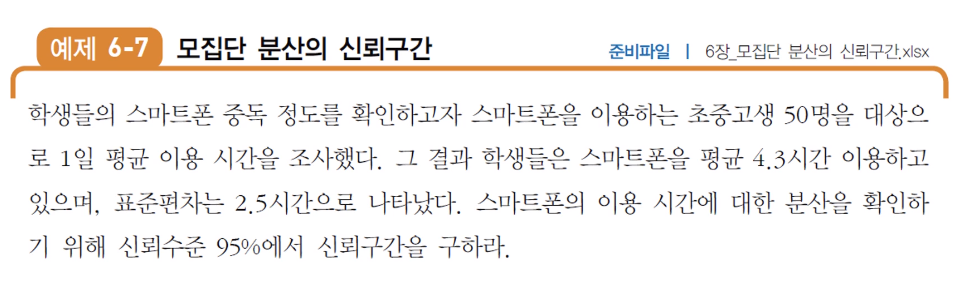 예제 6-7 모집단 분산의 신뢰구간 준비파일 | 6장_모집단 분산의 신뢰구간.xlsx
학생들의 스마트폰 중독 정도를 확인하고자 스마트폰을 이용하는 초중고생 50명을 대상으
로 1일 평균 이용 시간을 조사했다. 그 결과 학생들은 스마트폰을 평균 4.3시간 이용하고
있으며, 표준편차는 2.5시간으로 나타났다. 스마트폰의 이용 시간에 대한 분산을 확인하
기 위해 신뢰수준 95%에서 신뢰구간을 구하라.